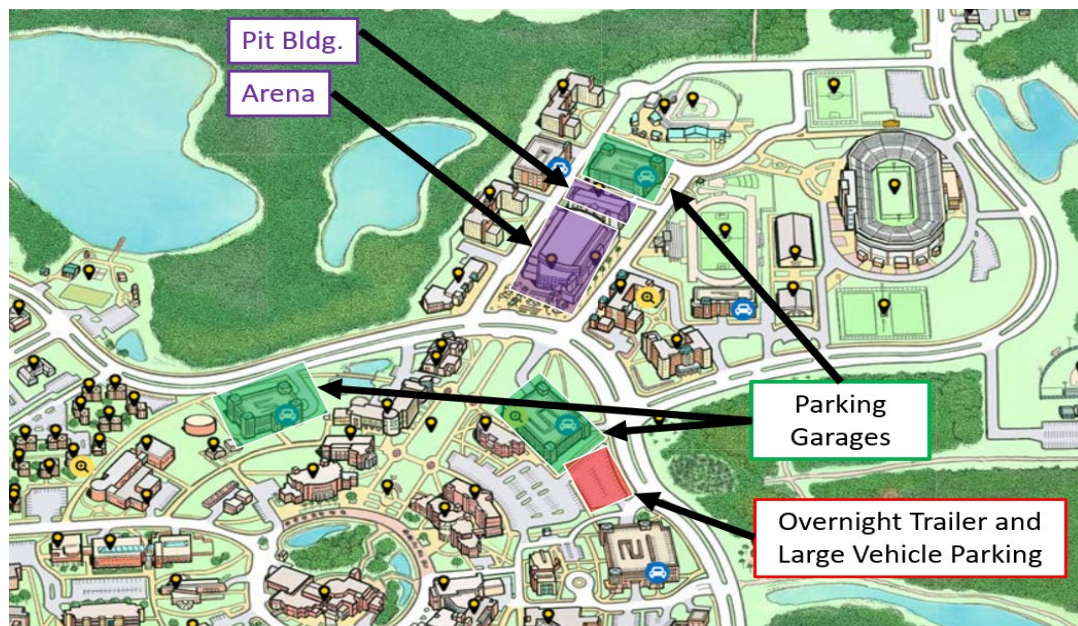 Pit Bldg.
Arena
Parking
Garages
Overnight Trailer and
Large Vehicle Parking